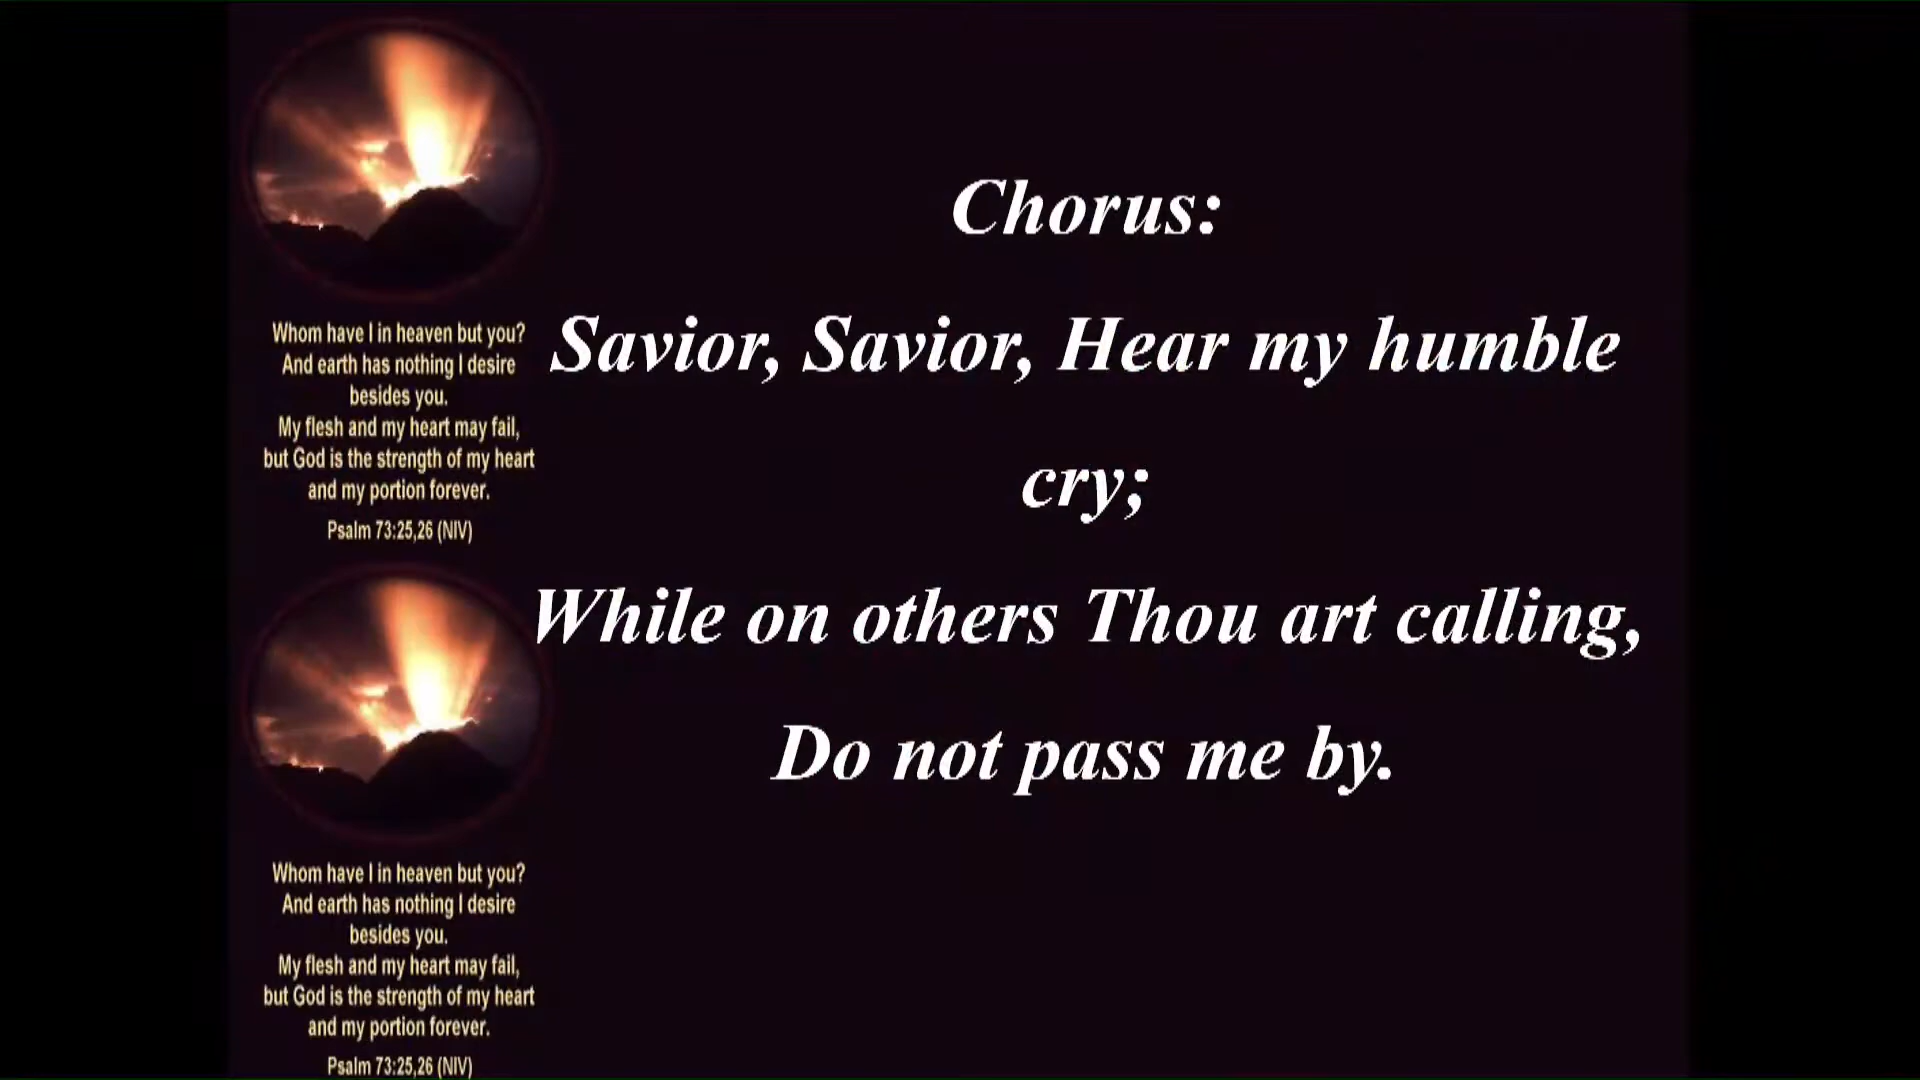 Whom have I in heaven but you?
And earth has nothing I desire
besides you.
My flesh and my heart may fail,
but God is the strength of my heart
and my portion forever.
Psalm 73:25,26 (NIV)
Whom have I in heaven but you?
And earth has nothing I desire
besides you.
My flesh and my heart may fail,
but God is the strength of my heart
and my portion forever.
Psalm 73:25,26 (NIV)
Chorus:
Savior, Savior, Hear my humble
cry;
While on others Thou art calling,
Do not pass me by.